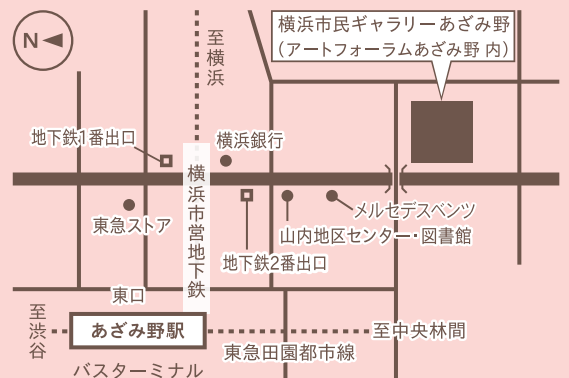 N
至横浜
横浜市民ギャラリーあざみ野
（アートフォーラムあざみ野 内）
地下鉄1番出口
横浜銀行
横浜市営地下鉄
メルセデスベンツ
東急ストア
山内地区センター・図書館
地下鉄2番出口
東口
至渋谷
あざみ野駅
至中央林間
東急田園都市線
バスターミナル